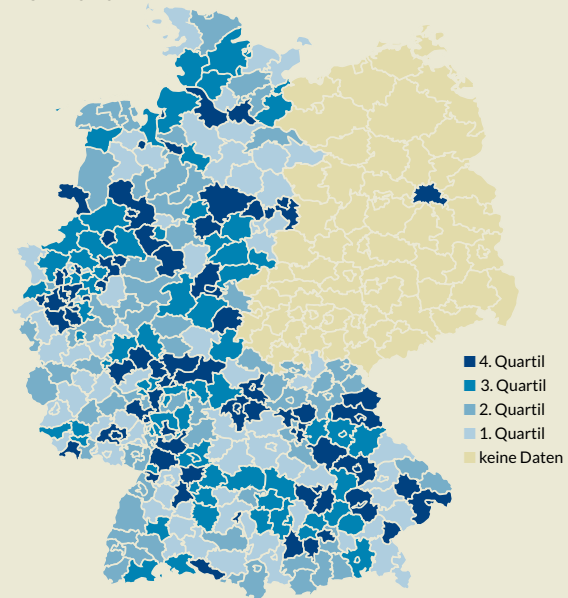 4. Quartil
3. Quartil
2. Quartil
1. Quartil
keine Daten